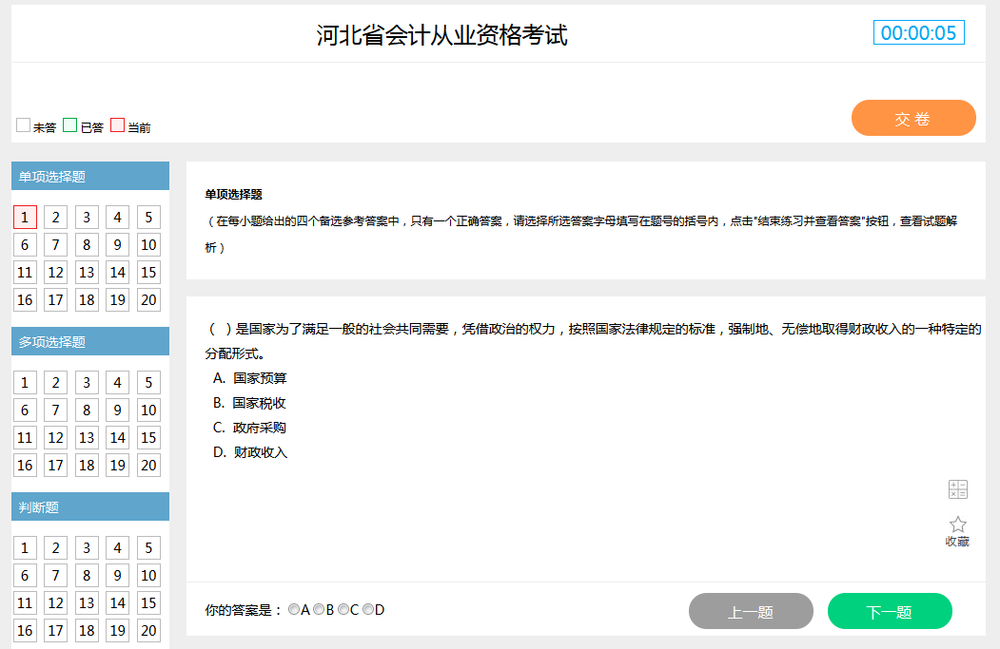 河北省会计从业资格考试
00:00:05
未答 已答 当前
交 卷
单项选择题
1 2 3 4 5
6 7 8 9 10
11 12 13 14 15
16 17 18 19 20
多项选择题
1 2 3 4 5
6 7 8 9 10
11 12 13 14 15
16 17 18 19 20
判断题
1 2 3 4 5
6 7 8 9 10
11 12 13 14 15
16 17 18 19 20
单项选择题
（在每小题给出的四个备选参考答案中，只有一个正确答案，请选择所选答案字母填写在题号的括号内，点击"结束练习并查看答案"按钮，查看试题解
析）
（ ）是国家为了满足一般的社会共同需要，凭借政治的权力，按照国家法律规定的标准，强制地、无偿地取得财政收入的一种特定的
分配形式。
A. 国家预算
B. 国家税收
C. 政府采购
D. 财政收入
收藏
你的答案是： A B C D
上一题
下一题